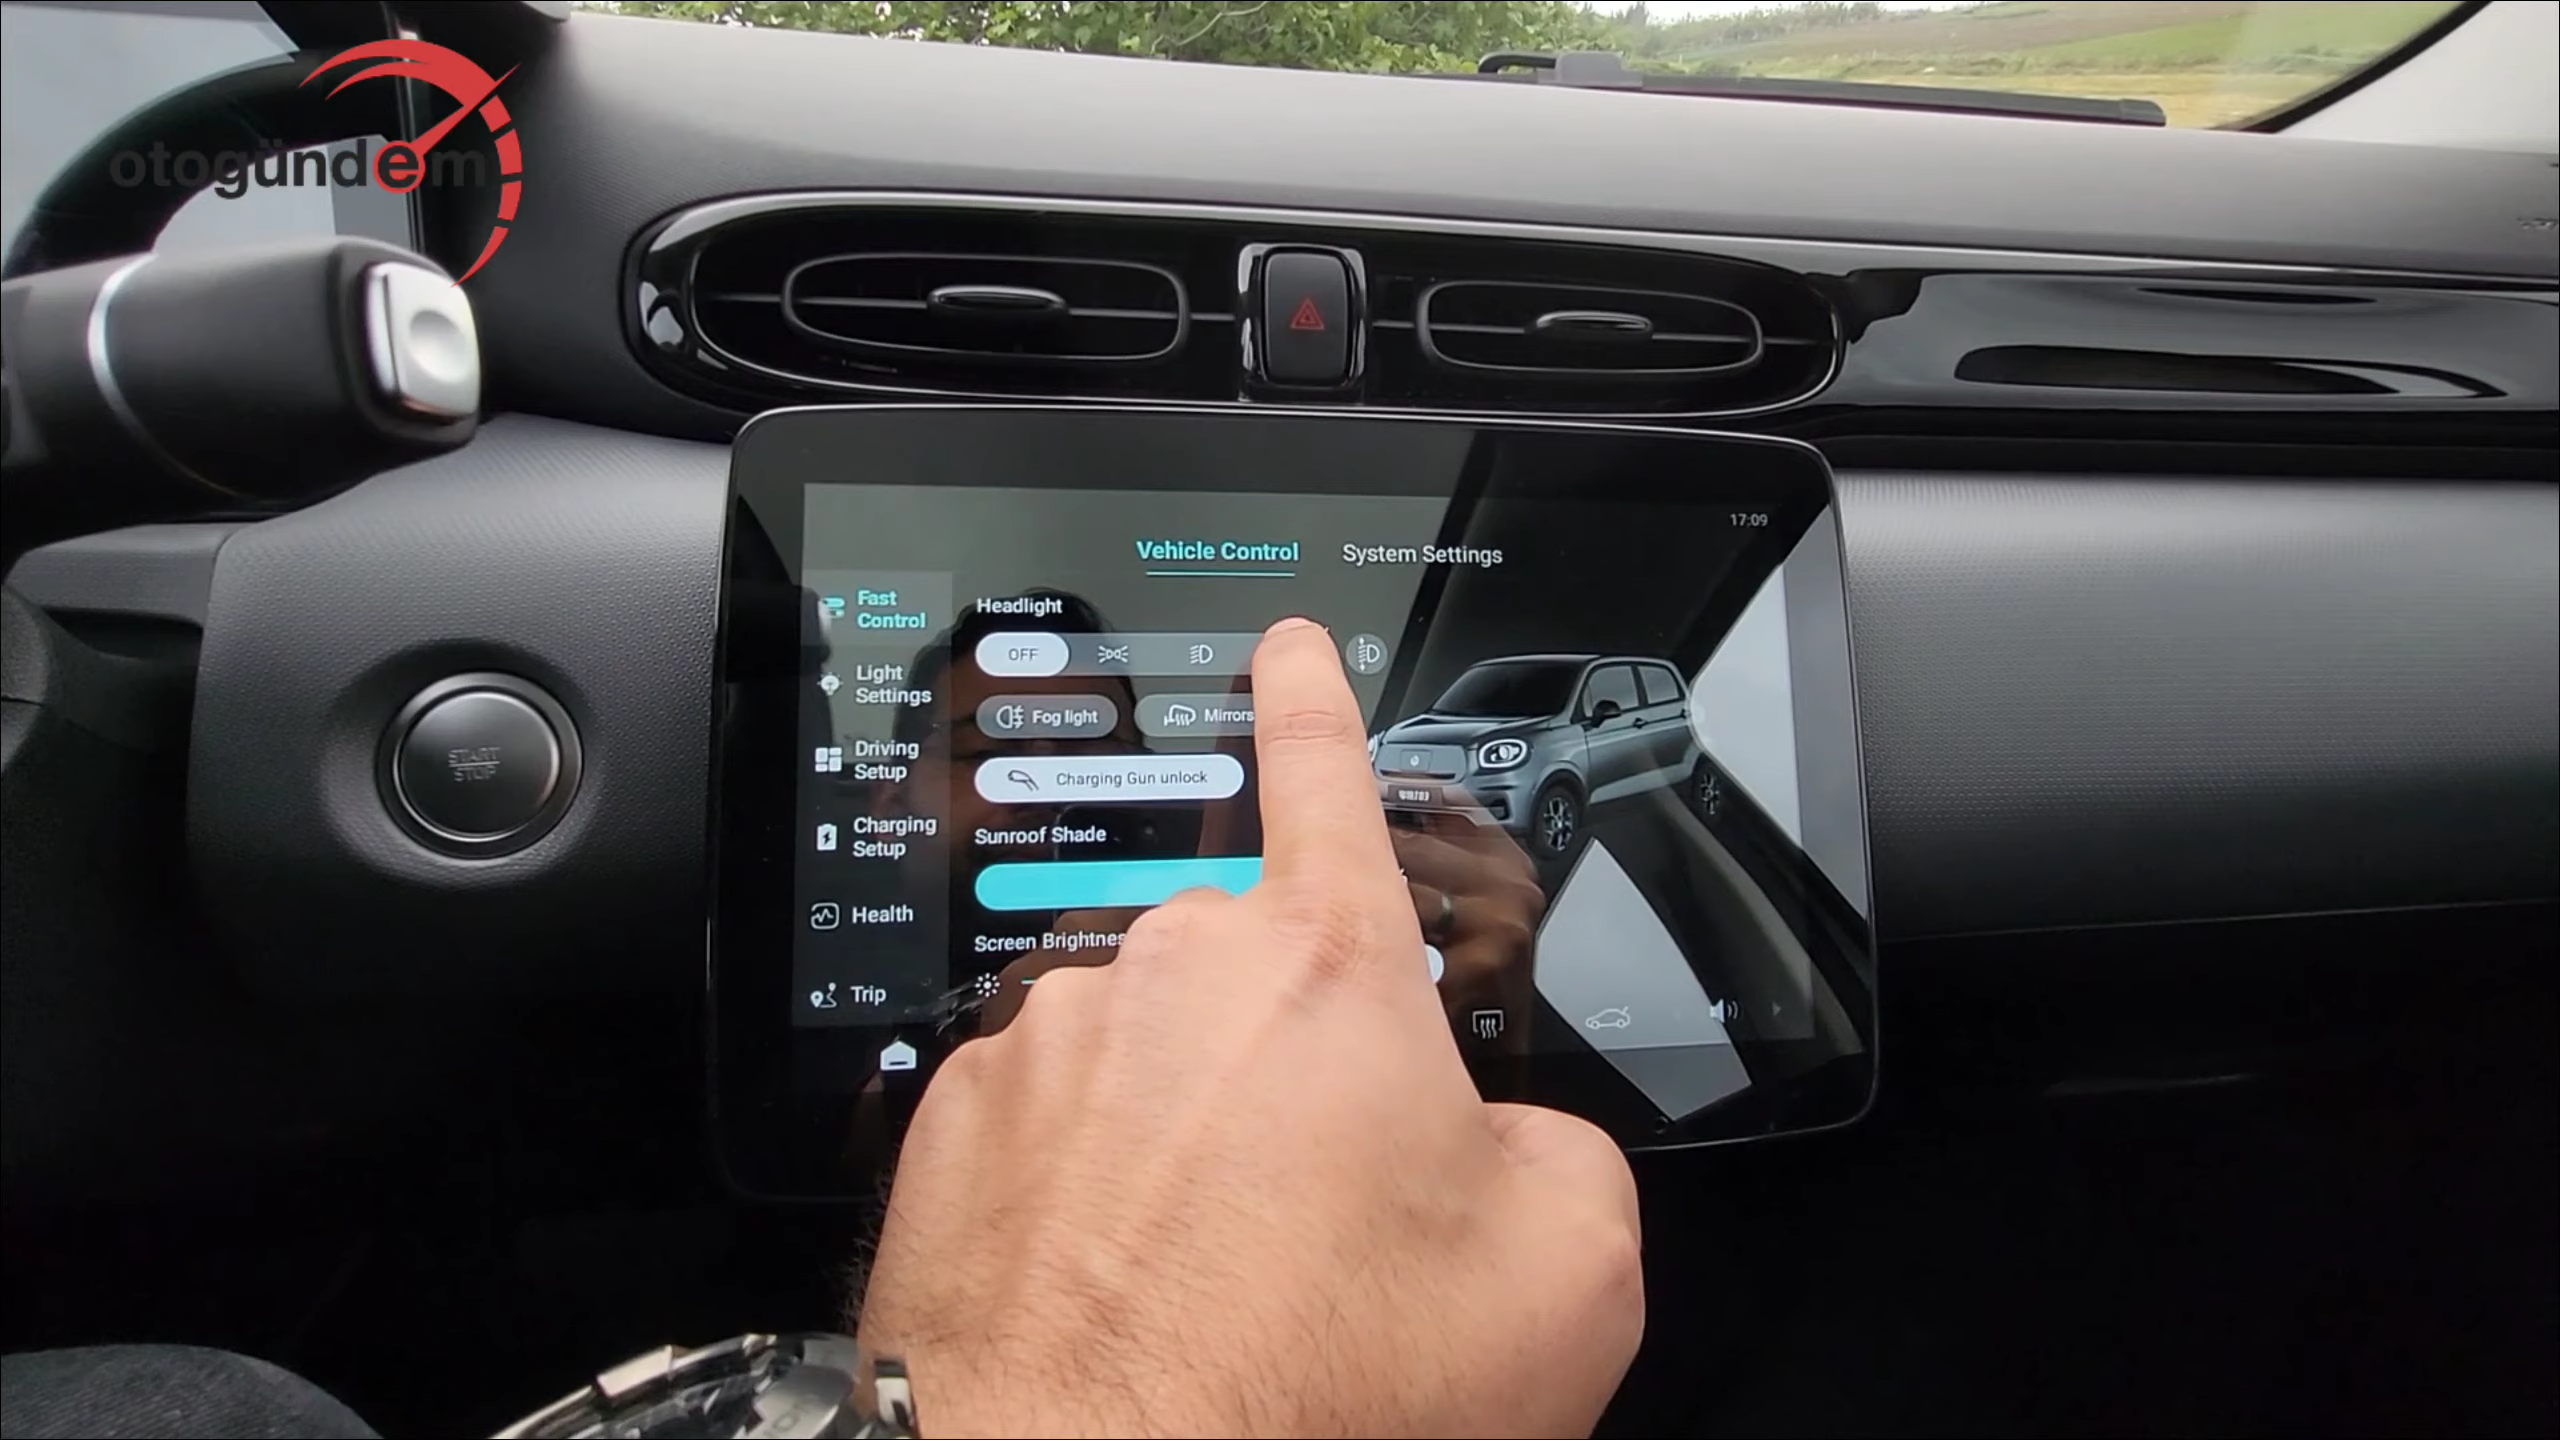 otogündem
17:09
Vehicle Control
System Settings
Fast
Control
Light
Settings
Driving
Setup
Charging
Setup
Health
Trip
Headlight
OFF
Fog light
Mirrors
Charging Gun unlock
Sunroof Shade
Screen Brightnes
START
STOP